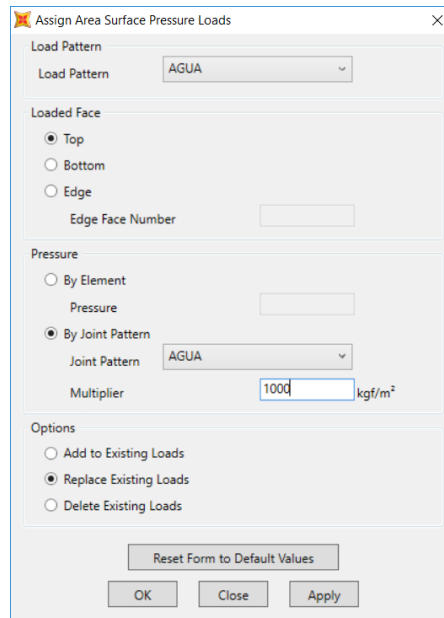 Assign Area Surface Pressure Loads
Load Pattern
Load Pattern AGUA
Loaded Face
Top
Bottom
Edge
Edge Face Number
Pressure
By Element
Pressure
By Joint Pattern
Joint Pattern AGUA
Multiplier 1000 kgf/m²
Options
Add to Existing Loads
Replace Existing Loads
Delete Existing Loads
Reset Form to Default Values
OK Close Apply